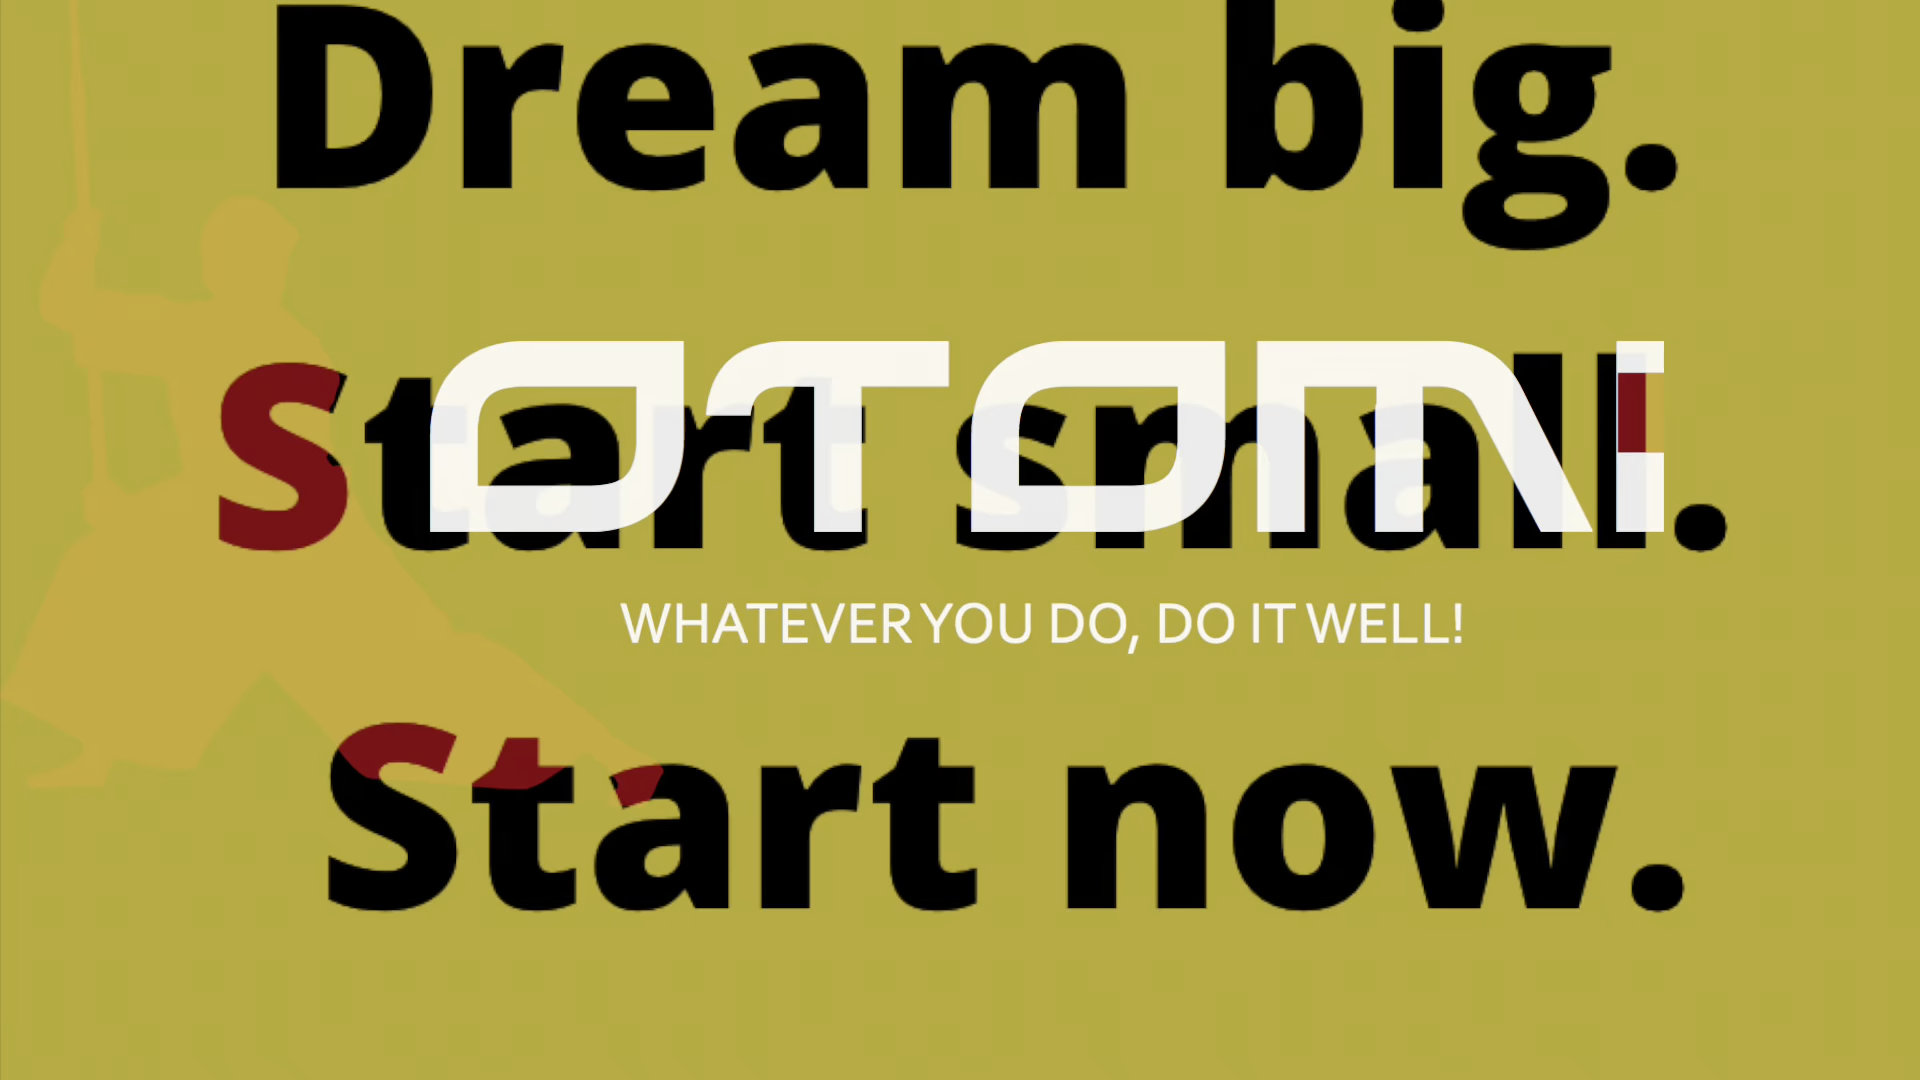 Dream big.
Start small.
OTOMI
WHATEVER YOU DO, DO IT WELL!
Start now.